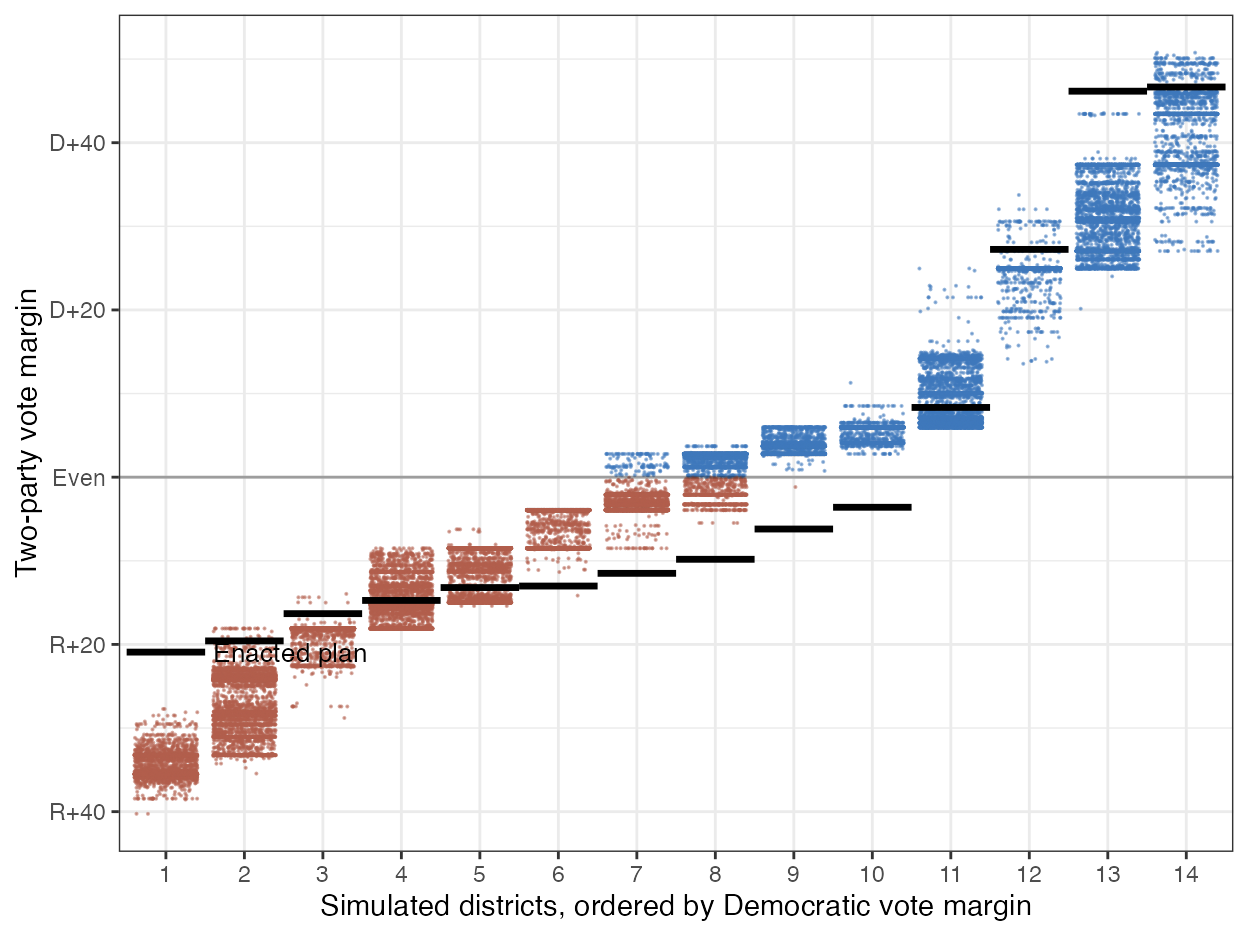 Two-party vote margin
D+40
D+20
Even
R+20
R+40
Enacted plan
1 2 3 4 5 6 7 8 9 10 11 12 13 14
Simulated districts, ordered by Democratic vote margin